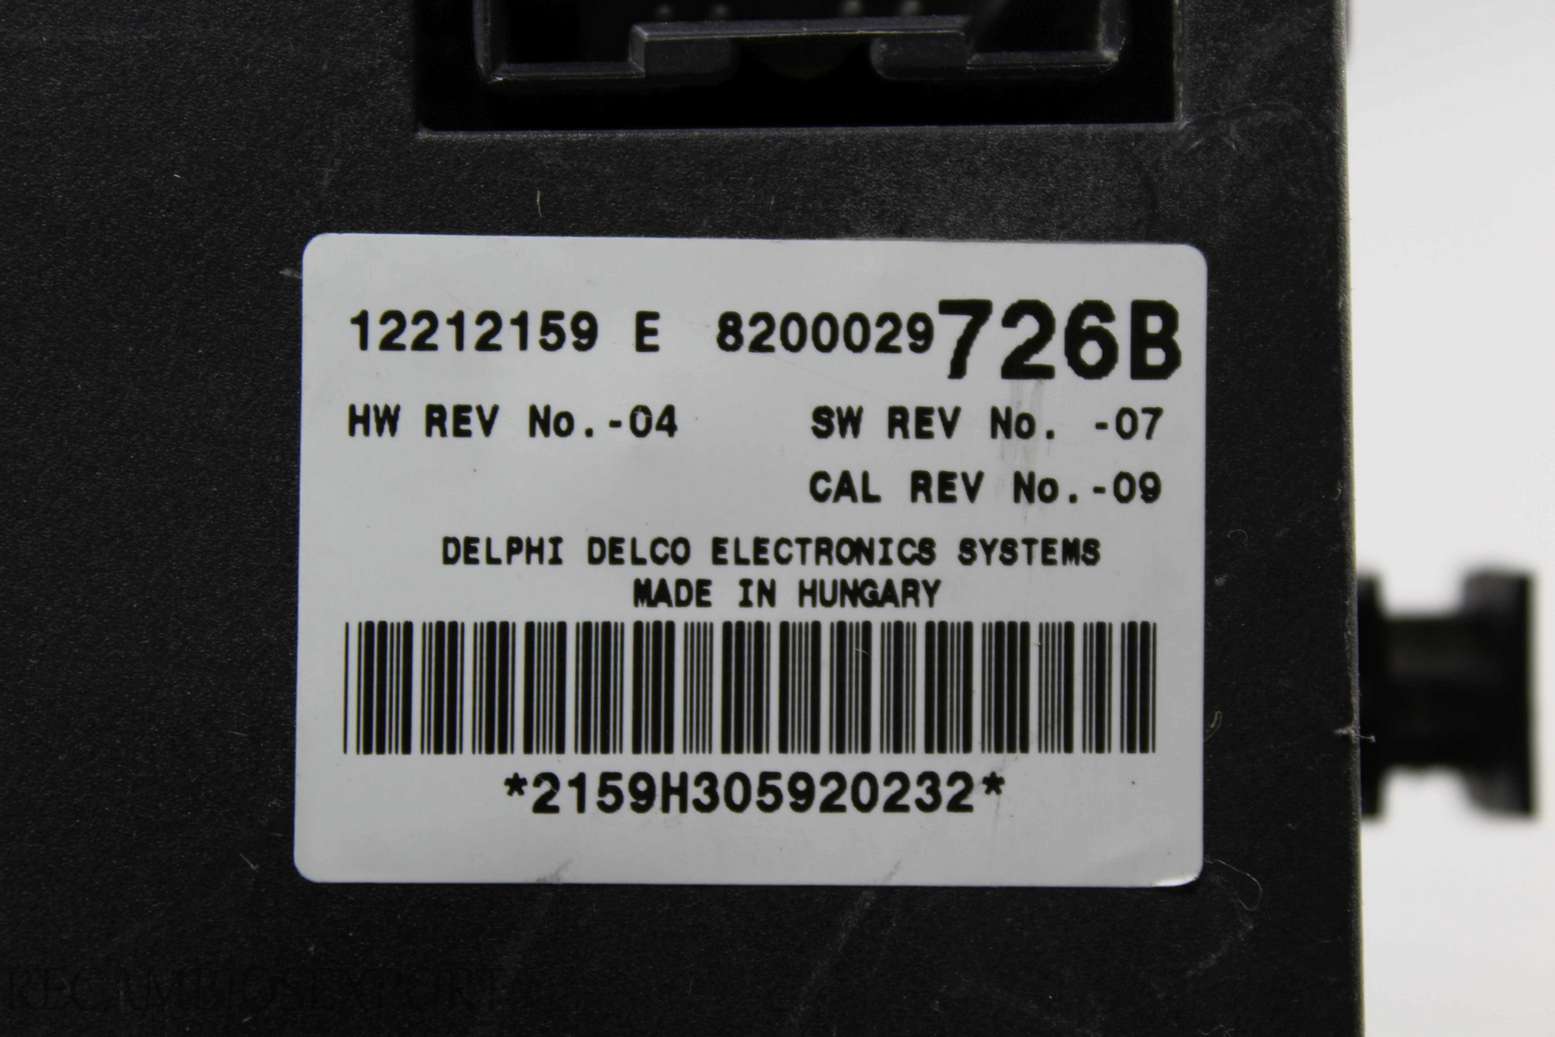 12212159 E 8200029726B
HW REV No.-04 SW REV No. -07
CAL REV No.-09
DELPHI DELCO ELECTRONICS SYSTEMS
MADE IN HUNGARY
*2159H305920232*
RECAMBIOSEXPORT